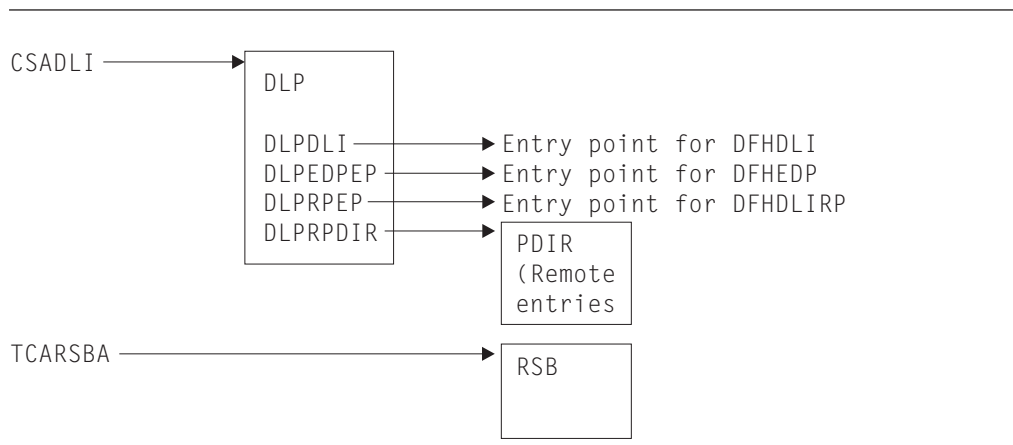 CSADLI
DLP
DLPDLI Entry point for DFHDLI
DLPEDPEP Entry point for DFHEDP
DLPRPEP Entry point for DFHDLIRP
DLPRPDIR
PDIR
(Remote
entries
TCARSBA
RSB